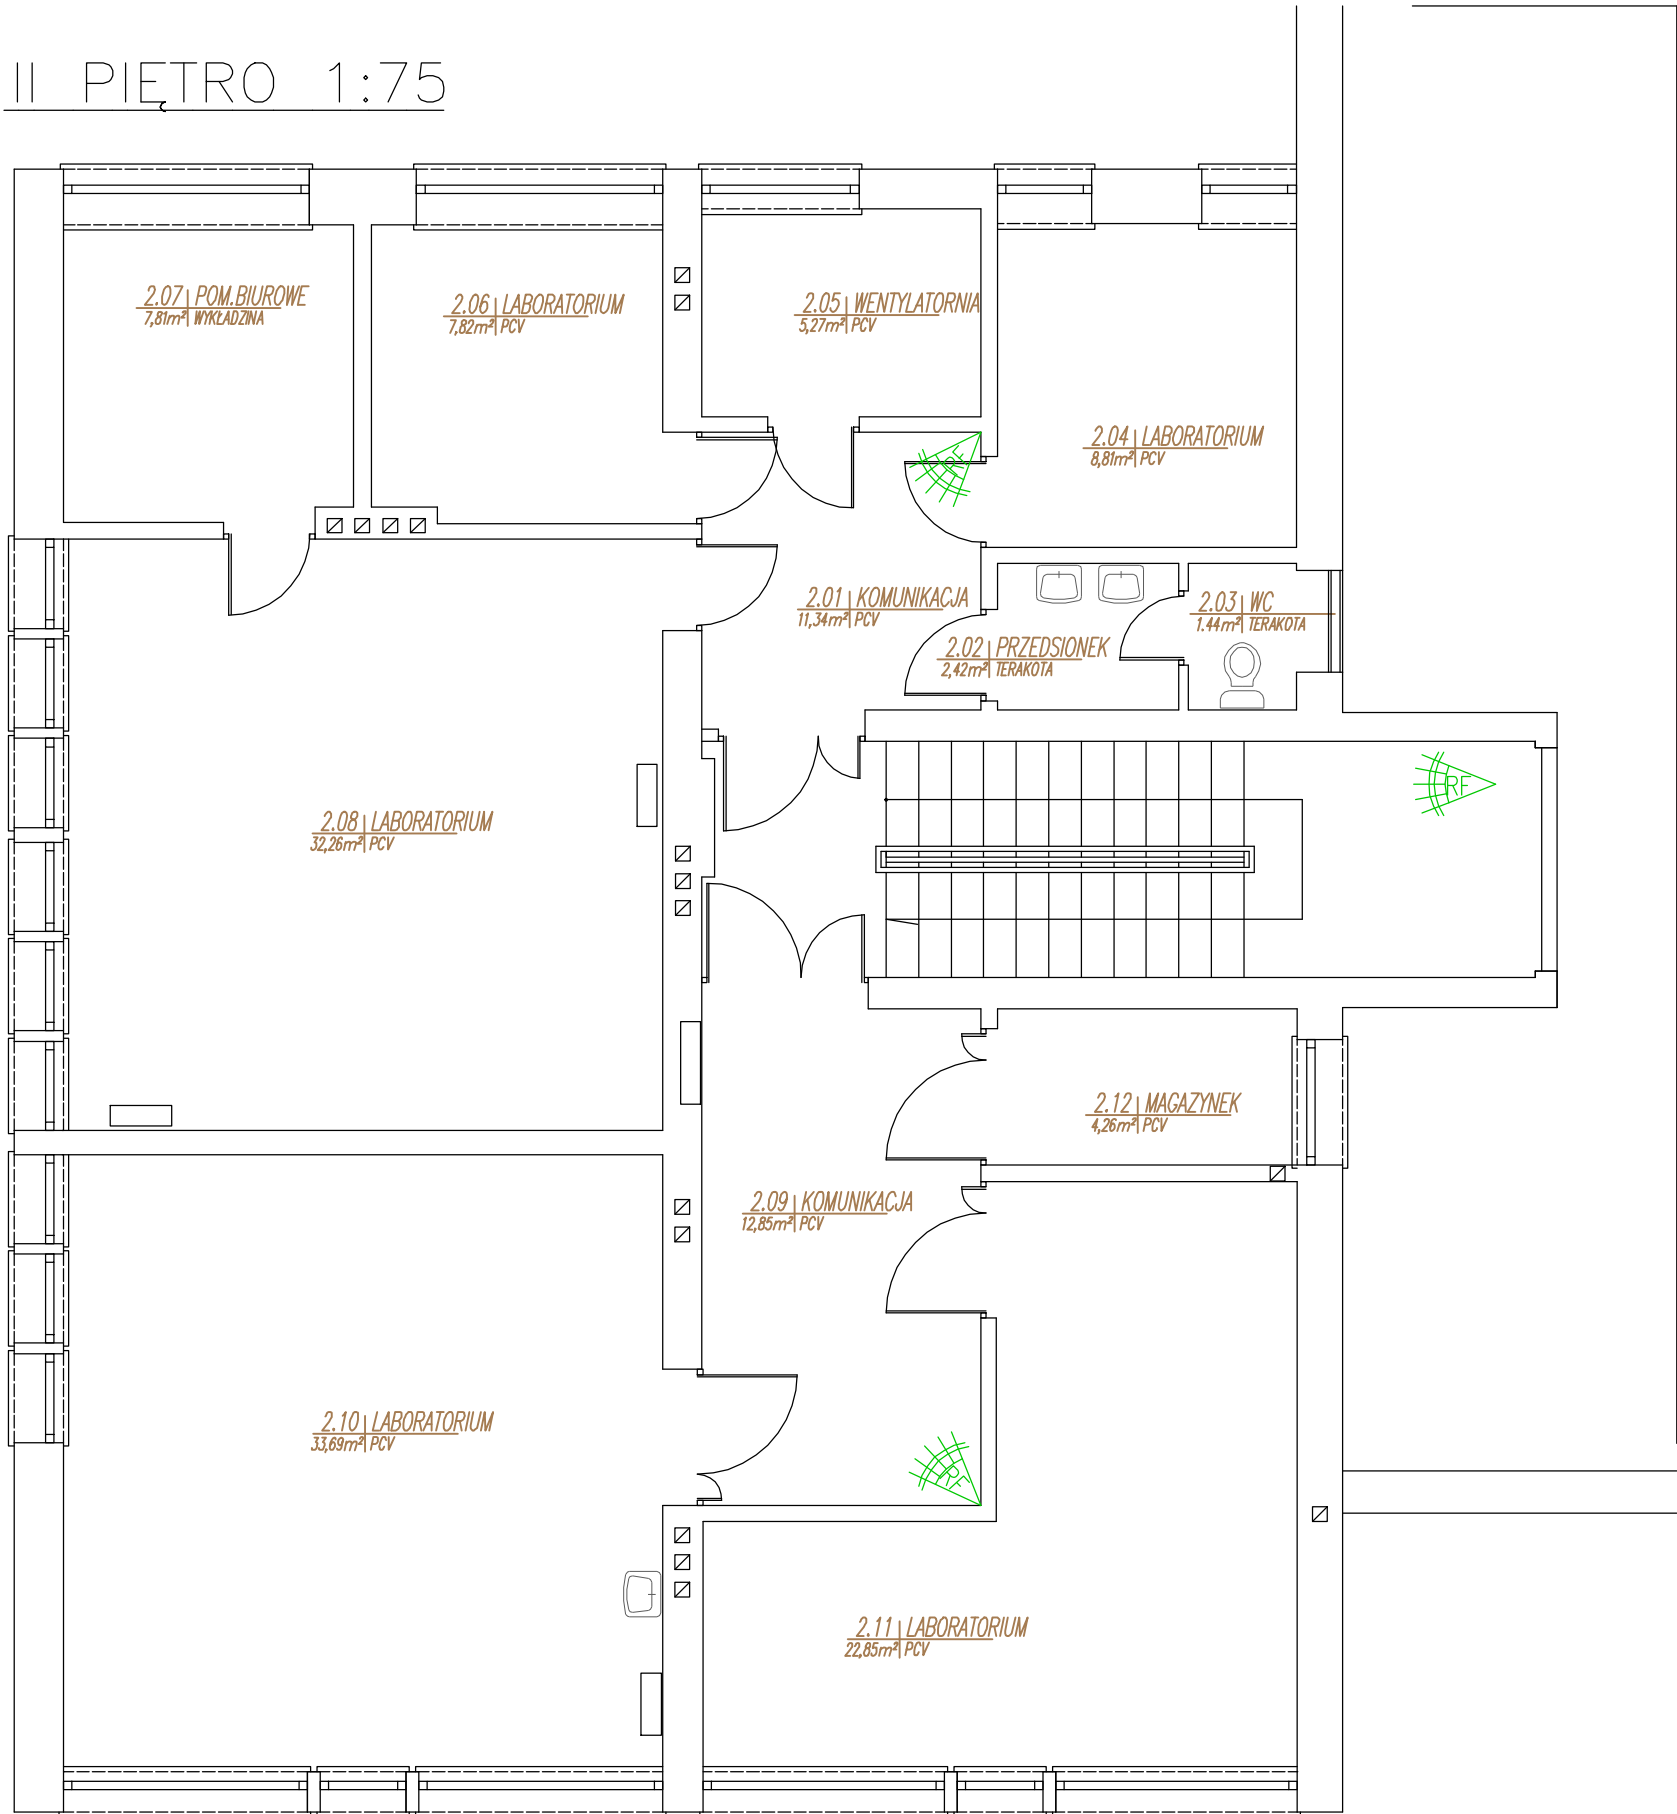 II PIĘTRO 1:75
2.07 POM.BIUROWE
7,81m² WYKŁADZINA
2.06 LABORATORIUM
7,82m² PCV
2.05 WENTYLATORNIA
5,27m² PCV
2.04 LABORATORIUM
8,81m² PCV
RF
2.01 KOMUNIKACJA
11,34m² PCV
2.03 WC
1.44m² TERAKOTA
2.02 PRZEDSIONEK
2,42m² TERAKOTA
RF
2.08 LABORATORIUM
32,26m² PCV
2.12 MAGAZYNEK
4,26m² PCV
2.09 KOMUNIKACJA
12,85m² PCV
2.10 LABORATORIUM
33,69m² PCV
RF
2.11 LABORATORIUM
22,85m² PCV